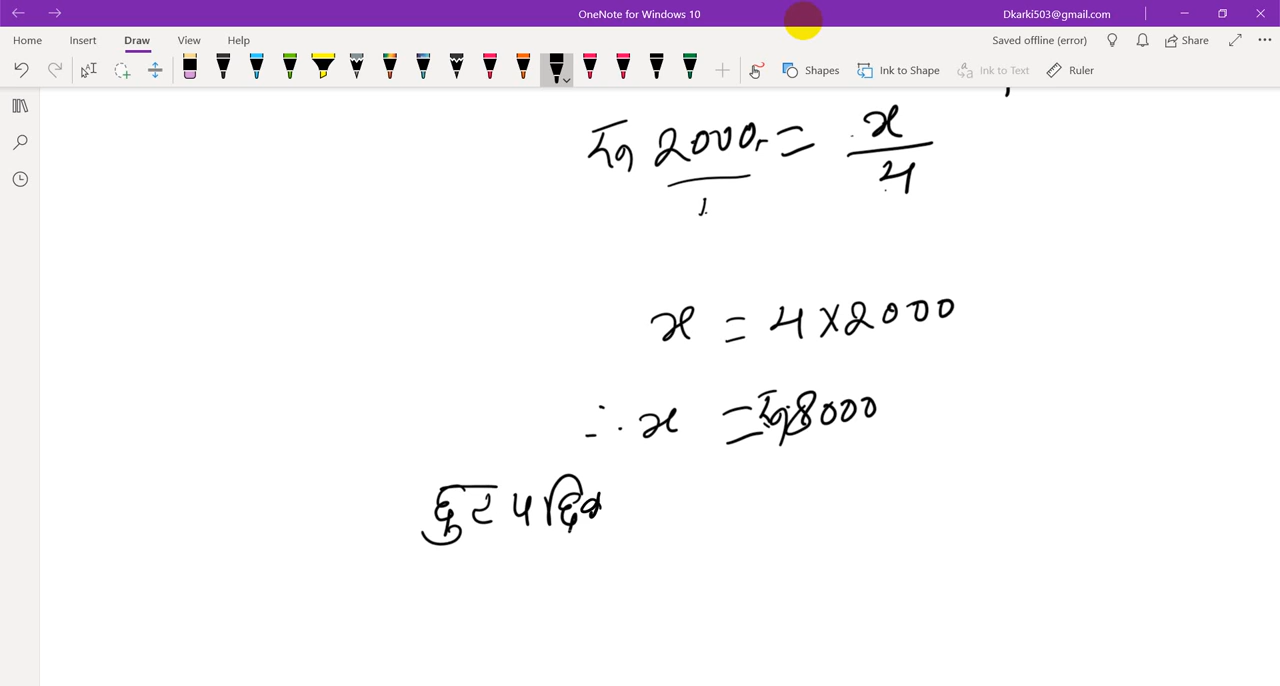 OneNote for Windows 10
Dkarki503@gmail.com
Home Insert Draw View Help
Saved offline (error) Share
Shapes Ink to Shape Ink to Text Ruler
रु 2000 = x/4
1
x = 4×2000
∴ x = रु 8000